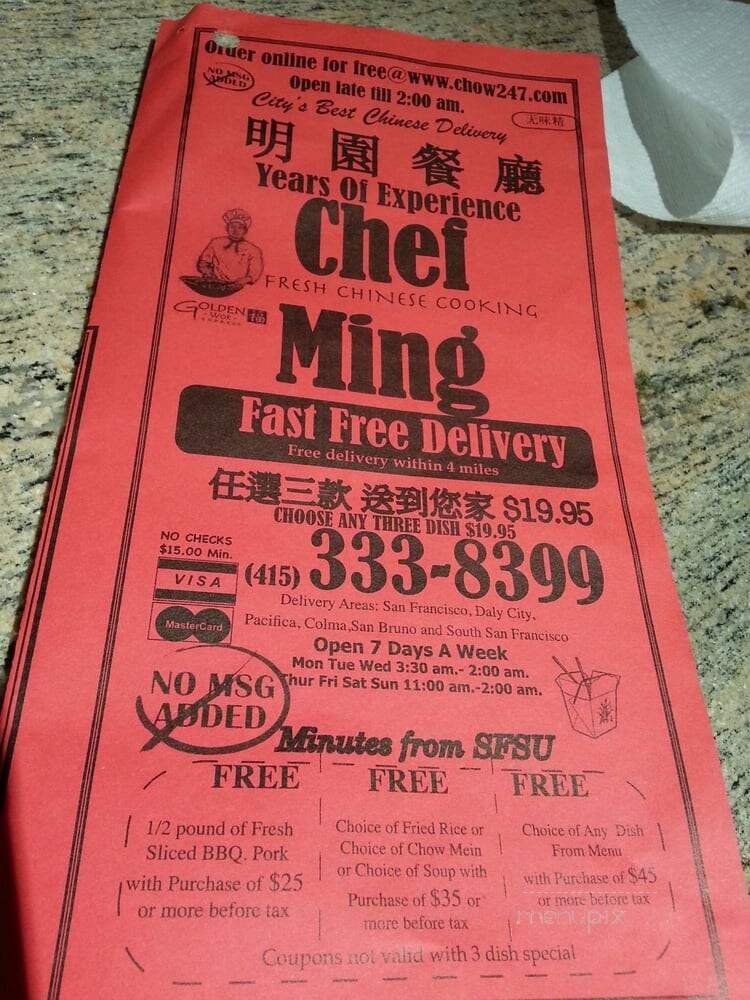 Order online for free@www.chow247.com
NO MSG ADDED
Open late till 2:00 am.
无味精
City's Best Chinese Delivery
明園餐廳
Years Of Experience
Chef
FRESH CHINESE COOKING
GOLDEN
WOK
福
Ming
Fast Free Delivery
Free delivery within 4 miles
任選三款 送到您家 $19.95
CHOOSE ANY THREE DISH $19.95
NO CHECKS
$15.00 Min.
VISA
MasterCard
(415) 333-8399
Delivery Areas: San Francisco, Daly City,
Pacifica, Colma,San Bruno and South San Francisco
Open 7 Days A Week
Mon Tue Wed 3:30 am.- 2:00 am.
Thur Fri Sat Sun 11:00 am.-2:00 am.
NO MSG
ADDED
Minutes from SFSU
FREE
1/2 pound of Fresh
Sliced BBQ. Pork
with Purchase of $25
or more before tax
FREE
Choice of Fried Rice or
Choice of Chow Mein
or Choice of Soup with
Purchase of $35 or
more before tax
FREE
Choice of Any Dish
From Menu
with Purchase of $45
or more before tax
menupix
Coupons not valid with 3 dish special